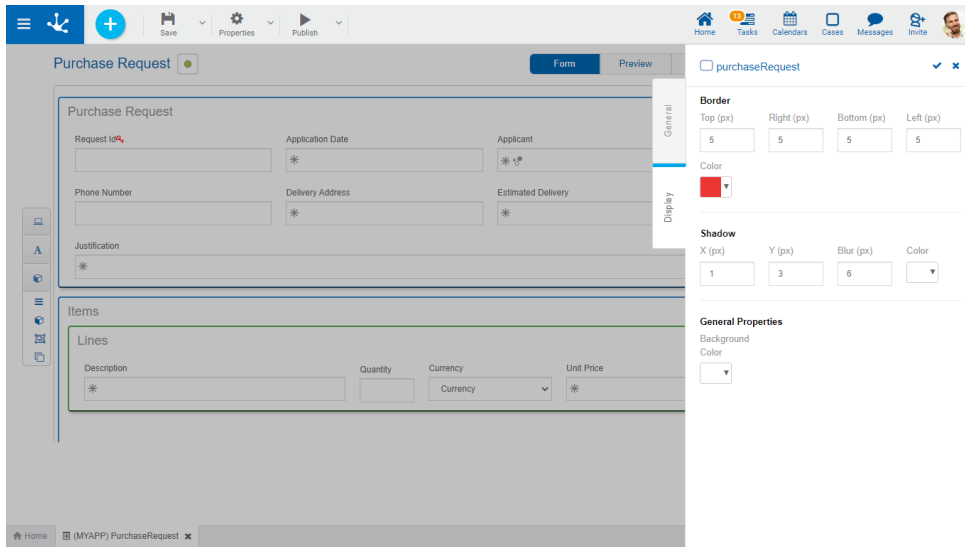 Save
Properties
Publish
Home
13
Tasks
Calendars
Cases
Messages
Invite
Purchase Request
Form
Preview
Purchase Request
Request Id
Application Date
Applicant
Phone Number
Delivery Address
Estimated Delivery
Justification
Items
Lines
Description
Quantity
Currency
Unit Price
Currency
A
General
Display
purchaseRequest
Border
Top (px)
Right (px)
Bottom (px)
Left (px)
5
5
5
5
Color
Shadow
X (px)
Y (px)
Blur (px)
Color
1
3
6
General Properties
Background
Color
Home
(MYAPP) PurchaseRequest